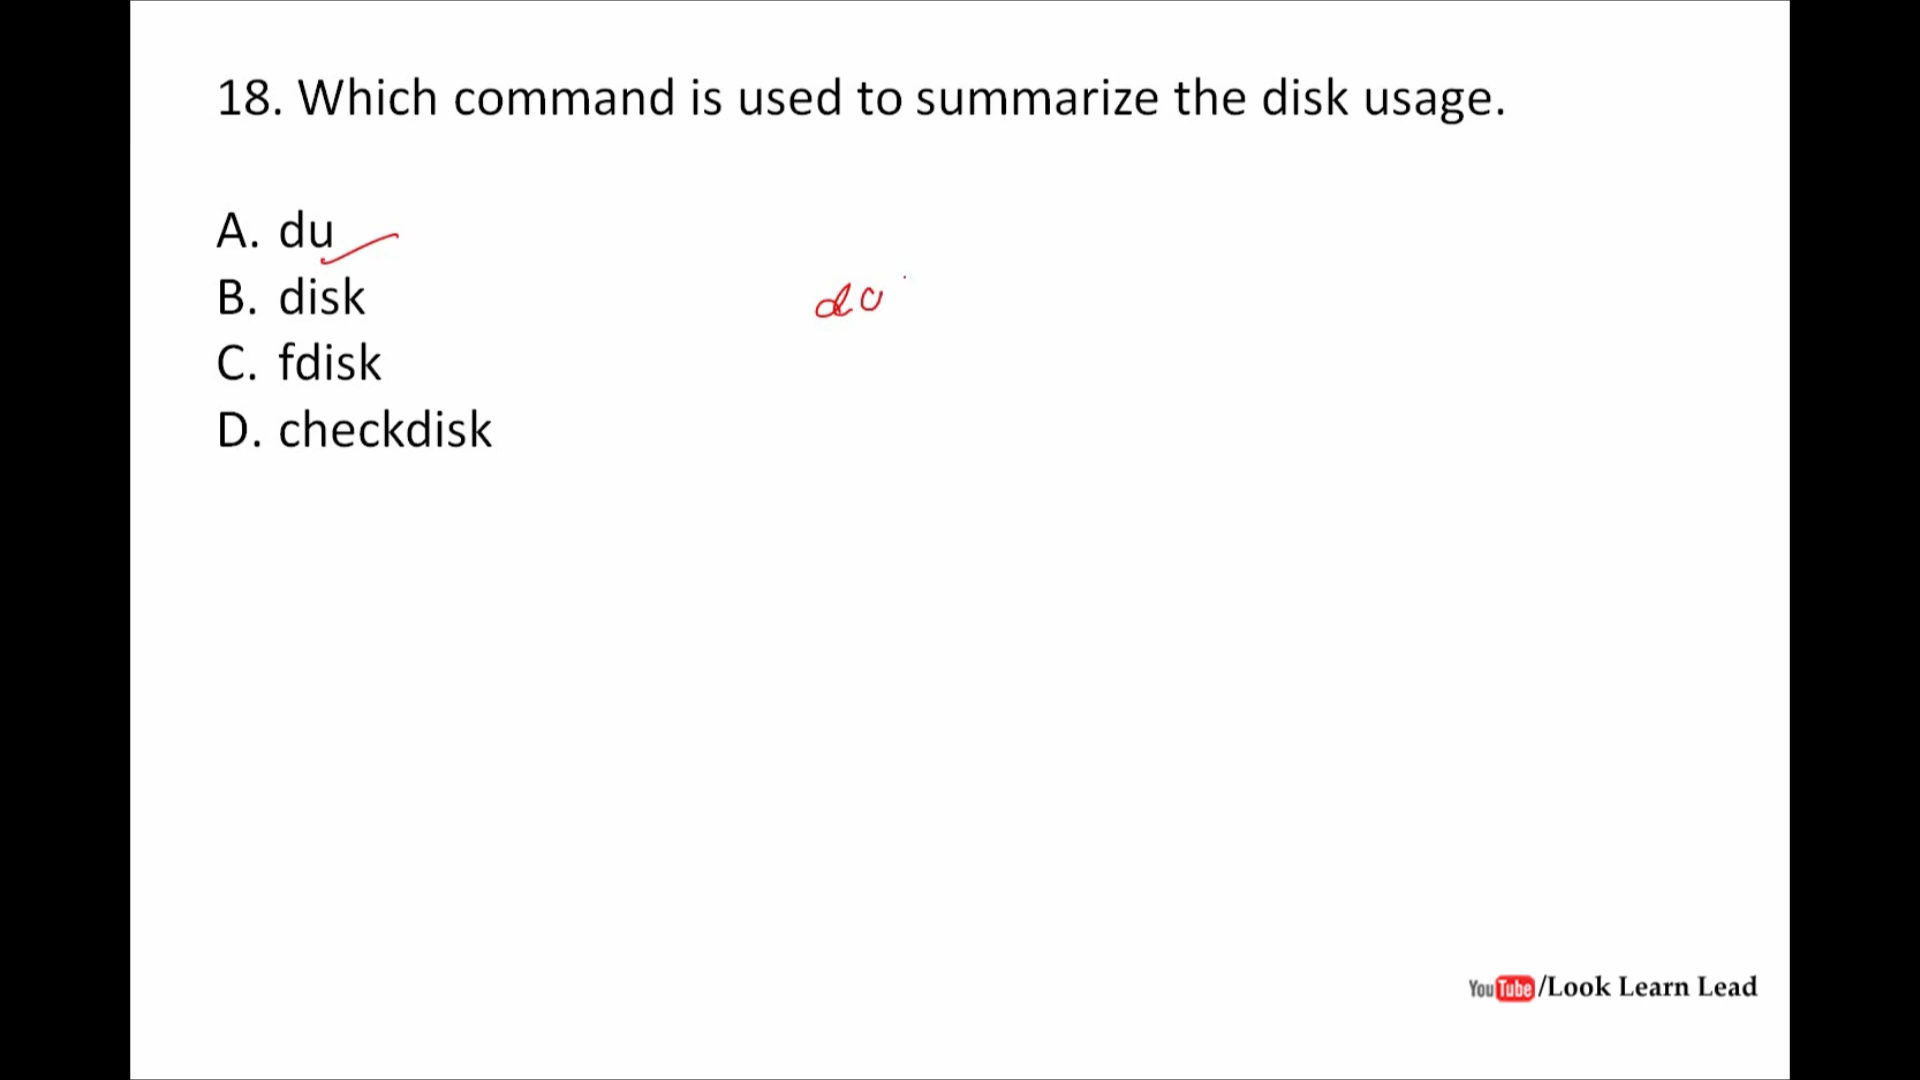 18. Which command is used to summarize the disk usage.
A. du
B. disk
C. fdisk
D. checkdisk
YouTube/Look Learn Lead